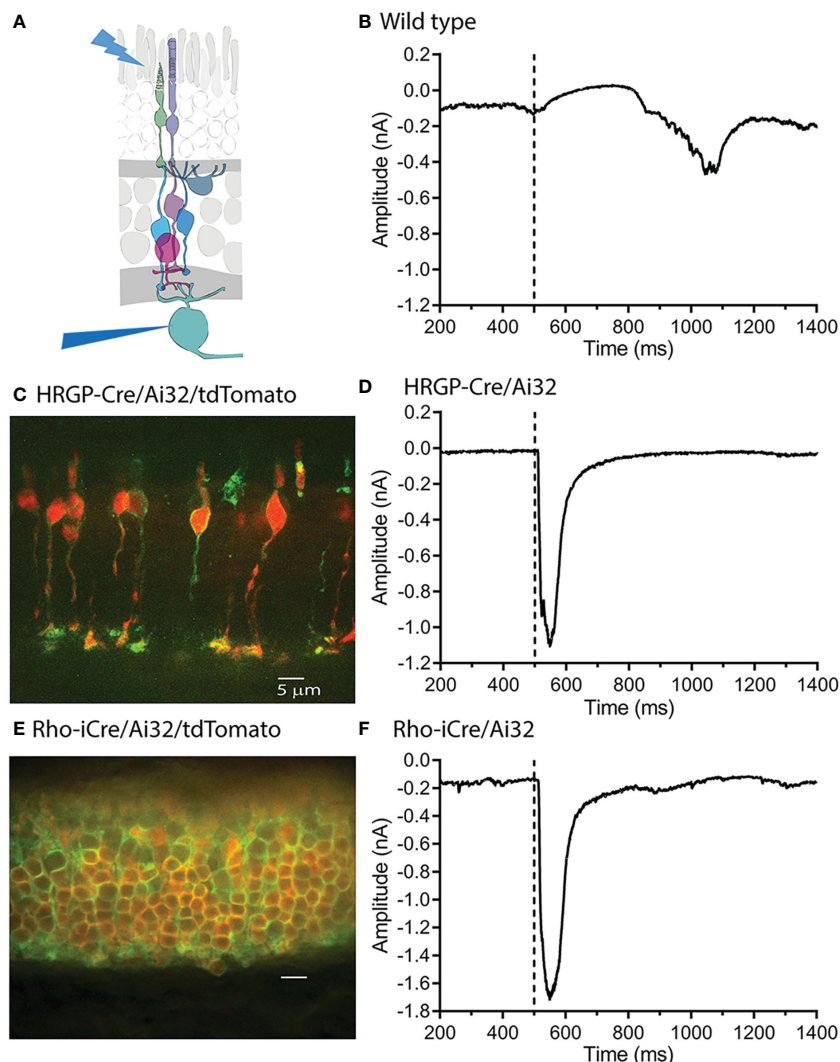 A
B Wild type
0.2
0.0
-0.2
-0.4
-0.6
-0.8
-1.0
-1.2
Amplitude (nA)
200 400 600 800 1000 1200 1400
Time (ms)
C HRGP-Cre/Ai32/tdTomato
5 μm
D HRGP-Cre/Ai32
0.2
0.0
-0.2
-0.4
-0.6
-0.8
-1.0
-1.2
Amplitude (nA)
200 400 600 800 1000 1200 1400
Time (ms)
E Rho-iCre/Ai32/tdTomato
F Rho-iCre/Ai32
0.0
-0.2
-0.4
-0.6
-0.8
-1.0
-1.2
-1.4
-1.6
-1.8
Amplitude (nA)
200 400 600 800 1000 1200 1400
Time (ms)